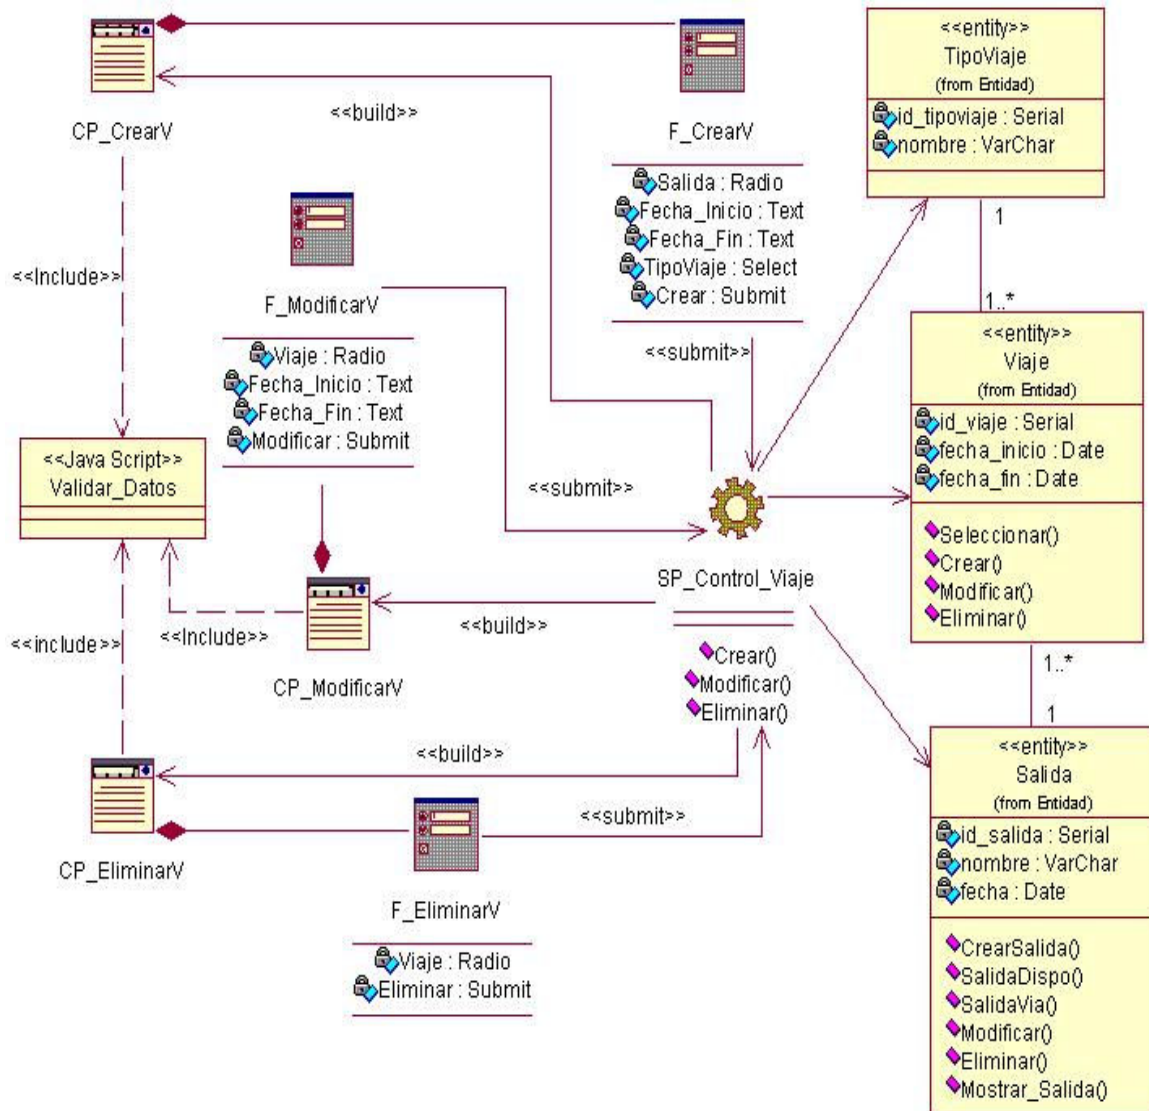 CP_CrearV
<<build>>
F_CrearV
Salida : Radio
Fecha_Inicio : Text
Fecha_Fin : Text
TipoViaje : Select
Crear : Submit
<<entity>>
TipoViaje
(from Entidad)
id_tipoviaje : Serial
nombre : VarChar
1
1..*
<<Include>>
F_ModificarV
Viaje : Radio
Fecha_Inicio : Text
Fecha_Fin : Text
Modificar : Submit
<<submit>>
<<entity>>
Viaje
(from Entidad)
id_viaje : Serial
fecha_inicio : Date
fecha_fin : Date
Seleccionar()
Crear()
Modificar()
Eliminar()
<<Java Script>>
Validar_Datos
<<submit>>
SP_Control_Viaje
Crear()
Modificar()
Eliminar()
<<include>>
<<Include>>
<<build>>
CP_ModificarV
1..*
1
<<build>>
<<submit>>
CP_EliminarV
F_EliminarV
Viaje : Radio
Eliminar : Submit
<<entity>>
Salida
(from Entidad)
id_salida : Serial
nombre : VarChar
fecha : Date
CrearSalida()
SalidaDispo()
SalidaVia()
Modificar()
Eliminar()
Mostrar_Salida()